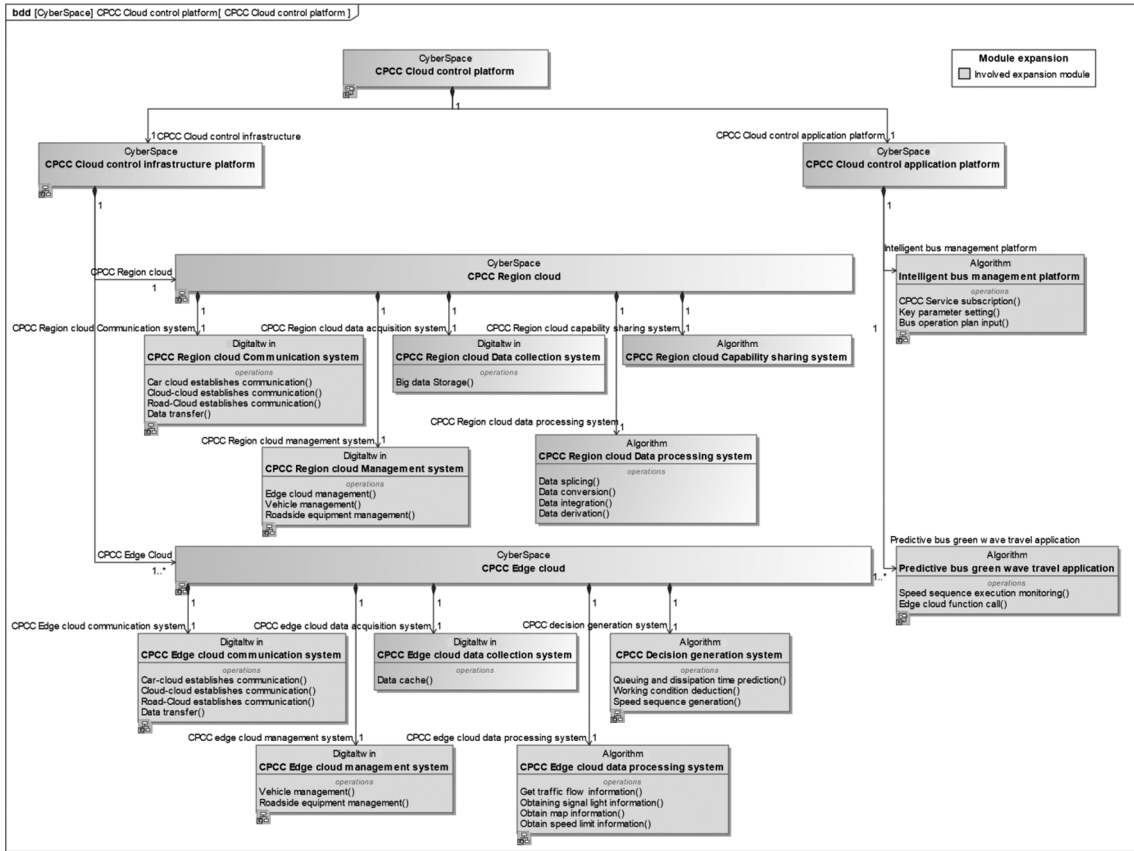 bdd [CyberSpace] CPCC Cloud control platform[ CPCC Cloud control platform ]
CyberSpace
CPCC Cloud control platform
Module expansion
Involved expansion module
1
1
CPCC Cloud control infrastructure
CPCC Cloud control application platform
1
CyberSpace
CPCC Cloud control infrastructure platform
CyberSpace
CPCC Cloud control application platform
1
1
Intelligent bus management platform
CPCC Region cloud
1
CyberSpace
CPCC Region cloud
Algorithm
Intelligent bus management platform
operations
CPCC Service subscription()
Key parameter setting()
Bus operation plan input()
1
1
1
1
1
1
CPCC Region cloud Communication system
1
CPCC Region cloud data acquisition system
1
CPCC Region cloud capability sharing system
1
Digitaltw in
CPCC Region cloud Communication system
operations
Car cloud establishes communication()
Cloud-cloud establishes communication()
Road-Cloud establishes communication()
Data transfer()
Digitaltw in
CPCC Region cloud Data collection system
operations
Big data Storage()
Algorithm
CPCC Region cloud Capability sharing system
CPCC Region cloud management system
1
CPCC Region cloud data processing system
1
Digitaltw in
CPCC Region cloud Management system
operations
Edge cloud management()
Vehicle management()
Roadside equipment management()
Algorithm
CPCC Region cloud Data processing system
operations
Data splicing()
Data conversion()
Data integration()
Data derivation()
CPCC Edge Cloud
1..*
CyberSpace
CPCC Edge cloud
Predictive bus green wave travel application
1..*
Algorithm
Predictive bus green wave travel application
operations
Speed sequence execution monitoring()
Edge cloud function call()
1
1
1
1
1
CPCC Edge cloud communication system
1
CPCC edge cloud data acquisition system
1
CPCC decision generation system
1
Digitaltw in
CPCC Edge cloud communication system
operations
Car-cloud establishes communication()
Cloud-cloud establishes communication()
Road-Cloud establishes communication()
Data transfer()
Digitaltw in
CPCC Edge cloud data collection system
operations
Data cache()
Algorithm
CPCC Decision generation system
operations
Queuing and dissipation time prediction()
Working condition deduction()
Speed sequence generation()
CPCC edge cloud management system
1
CPCC edge cloud data processing system
1
Digitaltw in
CPCC Edge cloud management system
operations
Vehicle management()
Roadside equipment management()
Algorithm
CPCC Edge cloud data processing system
operations
Get traffic flow information()
Obtaining signal light information()
Obtain map information()
Obtain speed limit information()